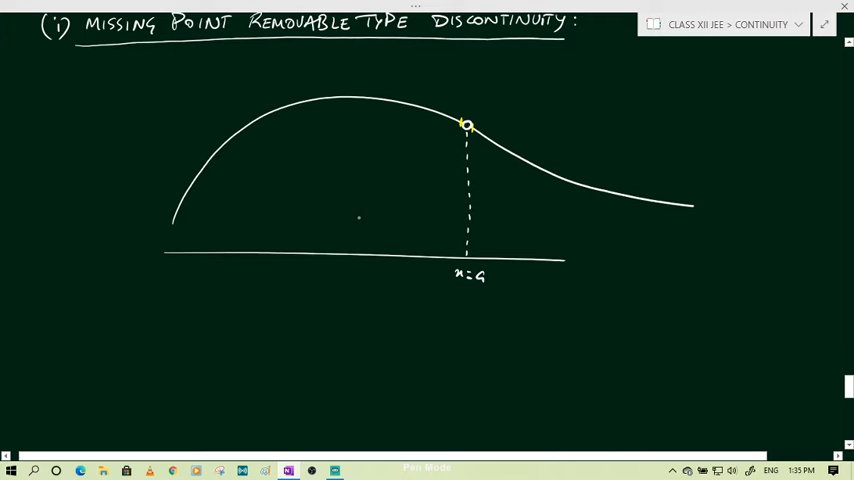 (i) MISSING POINT REMOVABLE TYPE DISCONTINUITY:
CLASS XII JEE > CONTINUITY
x=a
Pen Mode
ENG
1:35 PM